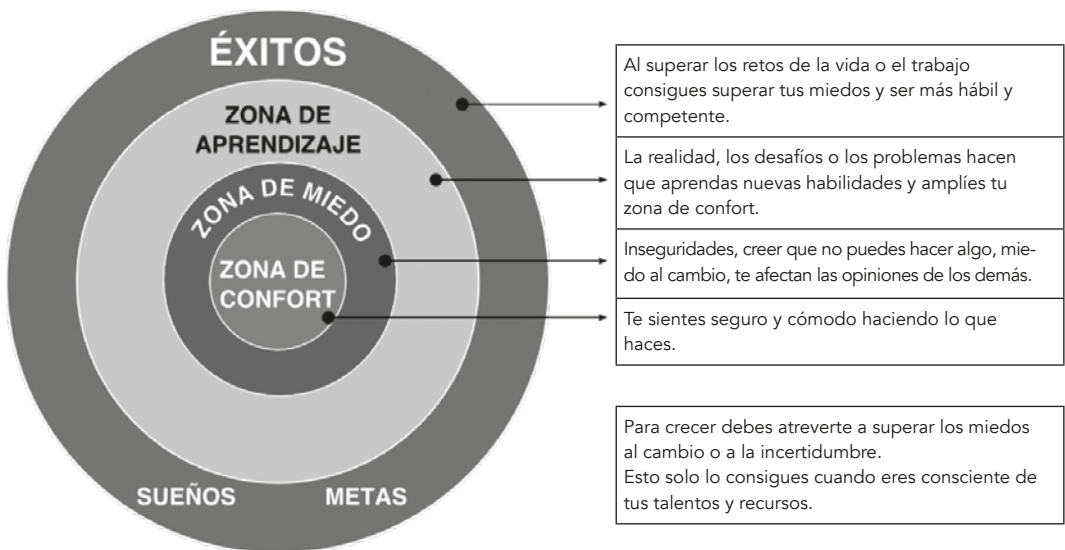 ÉXITOS
ZONA DE
APRENDIZAJE
ZONA DE MIEDO
ZONA DE
CONFORT
SUEÑOS
METAS
Al superar los retos de la vida o el trabajo
consigues superar tus miedos y ser más hábil y
competente.
La realidad, los desafíos o los problemas hacen
que aprendas nuevas habilidades y amplíes tu
zona de confort.
Inseguridades, creer que no puedes hacer algo, mie-
do al cambio, te afectan las opiniones de los demás.
Te sientes seguro y cómodo haciendo lo que
haces.
Para crecer debes atreverte a superar los miedos
al cambio o a la incertidumbre.
Esto solo lo consigues cuando eres consciente de
tus talentos y recursos.